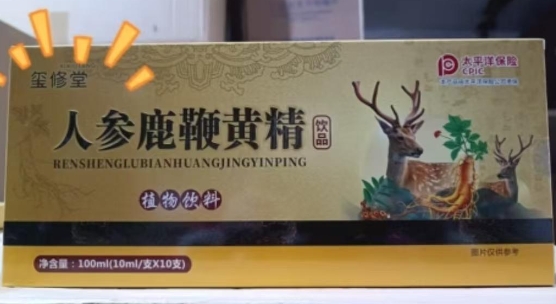 玺修堂
太平洋保险
CPIC
人参鹿鞭黄精
饮品
RENSHENGLUBIANHUANGJINGYINPING
植物饮料
净含量：100ml(10ml/支X10支)
图片仅供参考